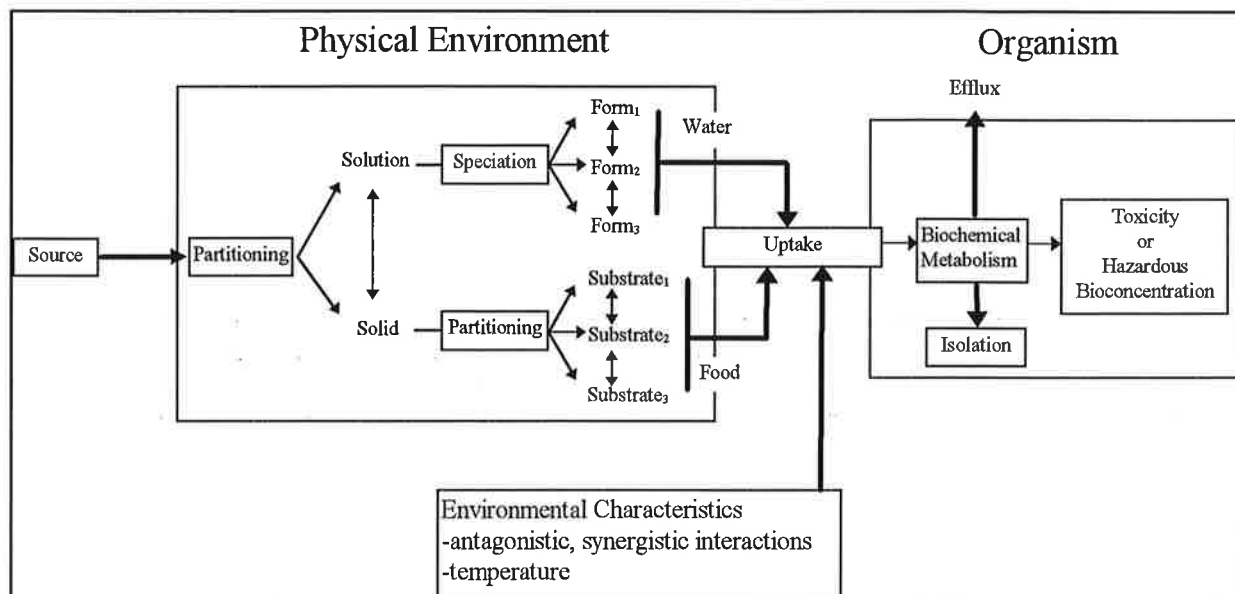 Physical Environment
Organism
Source
Partitioning
Solution
Solid
Speciation
Partitioning
Form₁
Form₂
Form₃
Substrate₁
Substrate₂
Substrate₃
Water
Food
Uptake
Efflux
Biochemical
Metabolism
Isolation
Toxicity
or
Hazardous
Bioconcentration
Environmental Characteristics
-antagonistic, synergistic interactions
-temperature